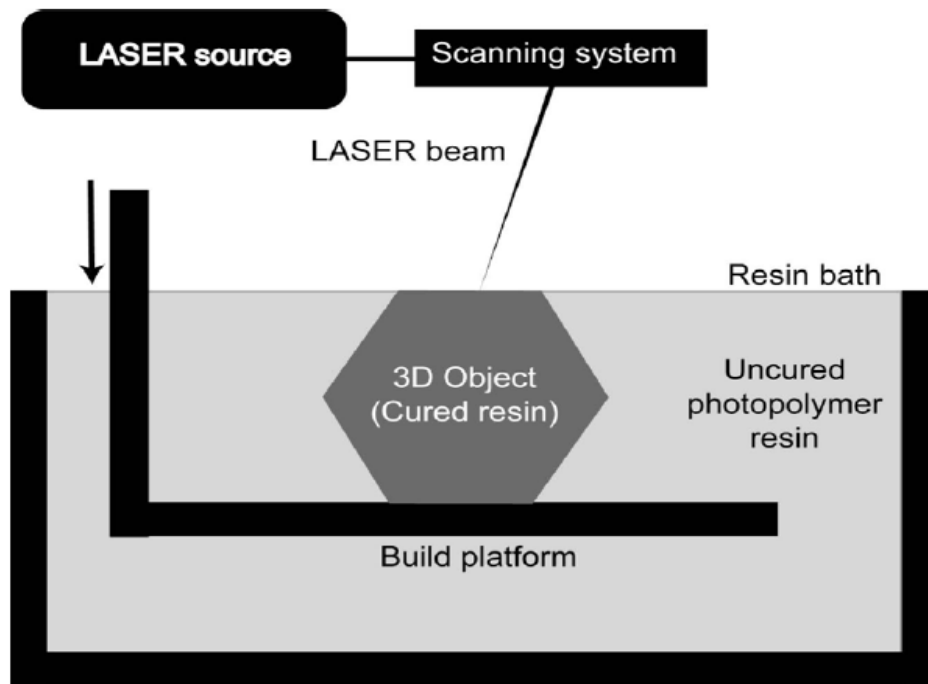 LASER source
Scanning system
LASER beam
Resin bath
3D Object
(Cured resin)
Uncured
photopolymer
resin
Build platform